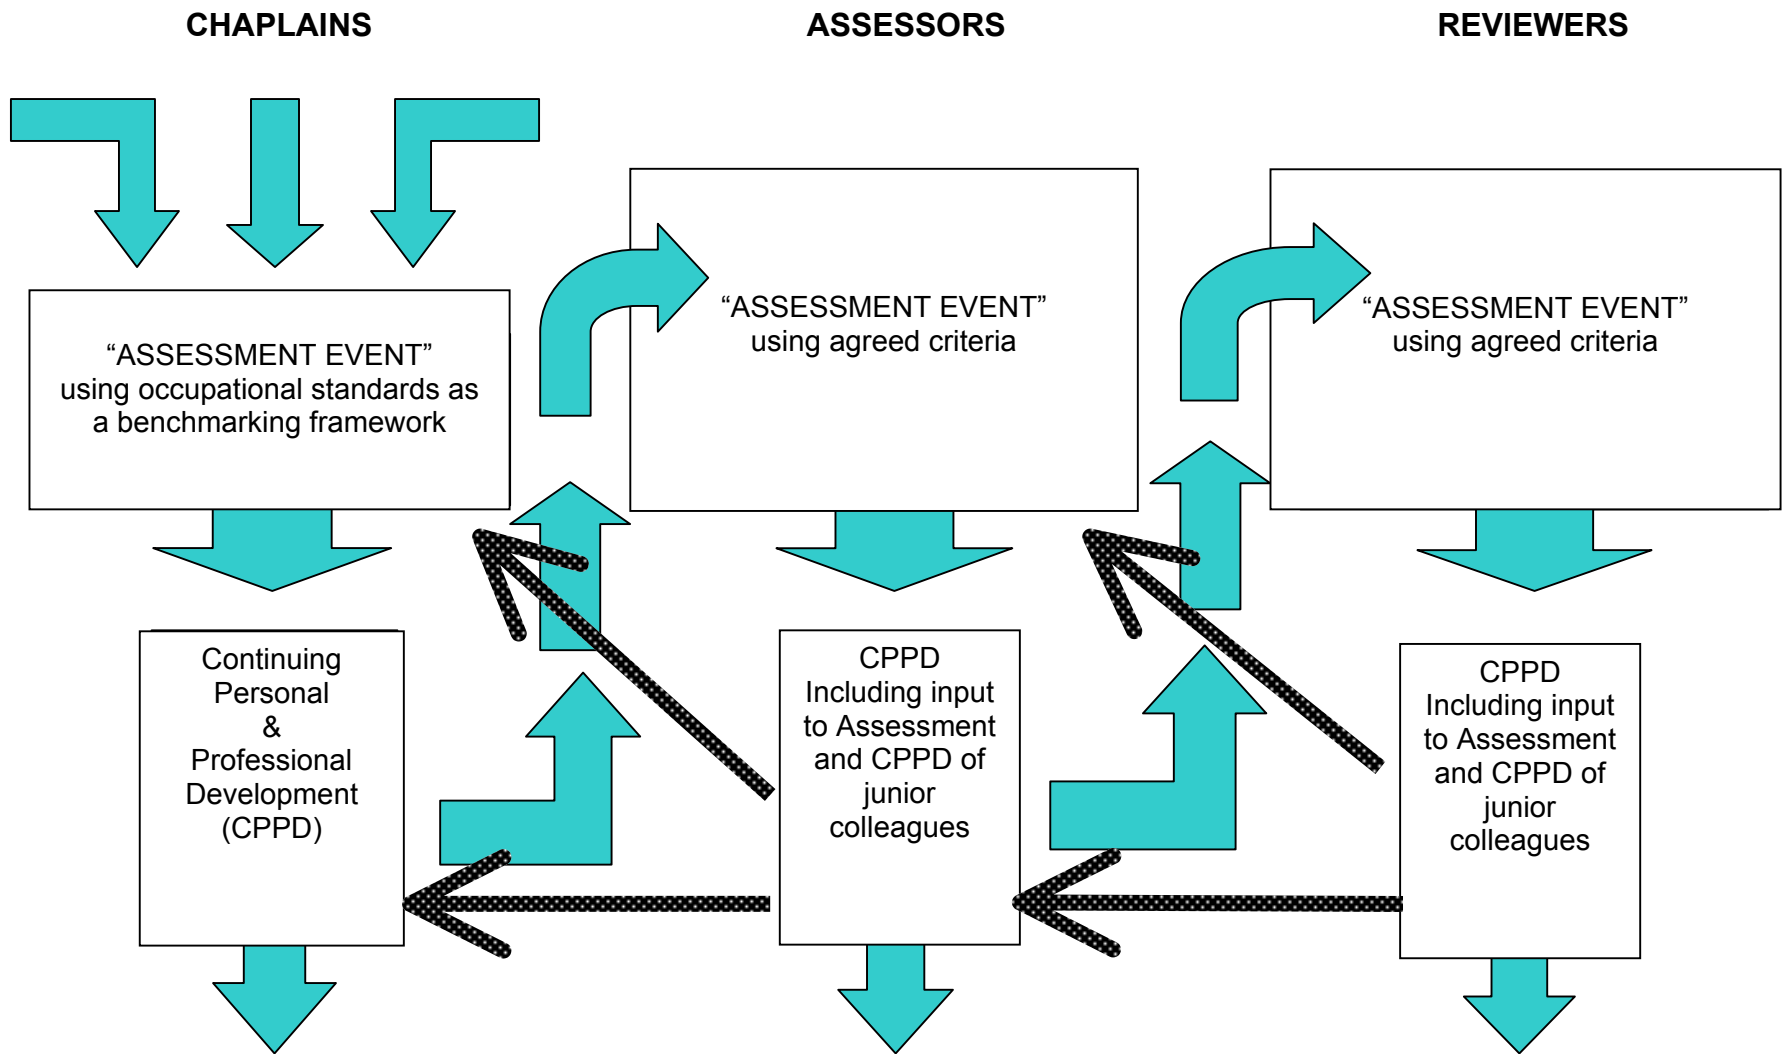 CHAPLAINS
ASSESSORS
REVIEWERS
“ASSESSMENT EVENT”
using occupational standards as
a benchmarking framework
“ASSESSMENT EVENT”
using agreed criteria
“ASSESSMENT EVENT”
using agreed criteria
Continuing
Personal
&
Professional
Development
(CPPD)
CPPD
Including input
to Assessment
and CPPD of
junior
colleagues
CPPD
Including input
to Assessment
and CPPD of
junior
colleagues